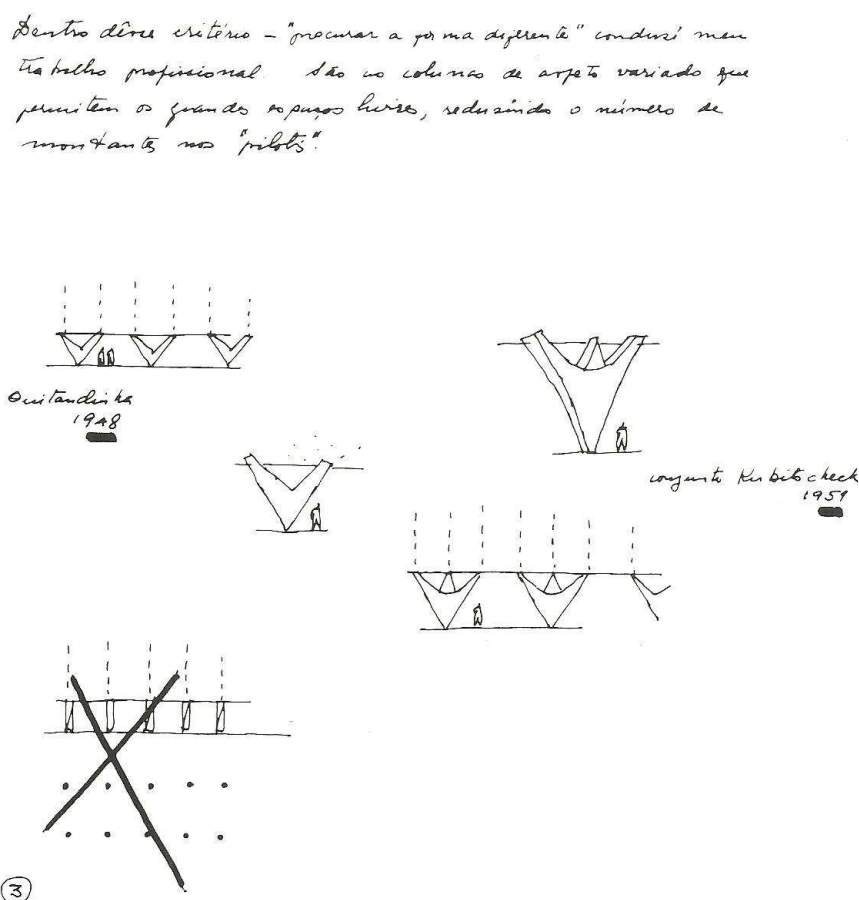 Dentro dêsse critério – "procurar a forma diferente" conduzi meu
trabalho profissional. São as colunas de aspeto variado que
permitem os grandes espaços livres, reduzindo o número de
montantes nos "pilotis".
Quitandinha
1948
conjunto Kubitscheck
1951
3